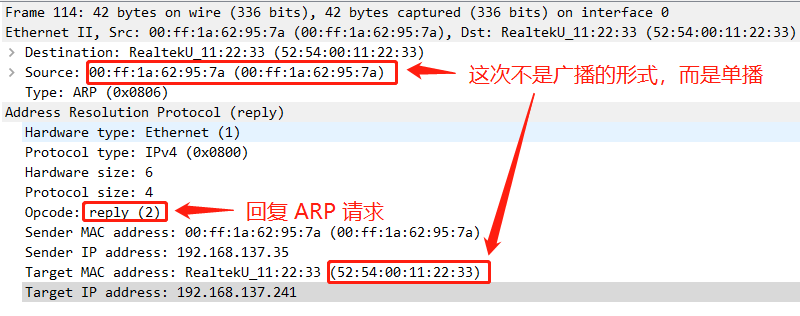 Frame 114: 42 bytes on wire (336 bits), 42 bytes captured (336 bits) on interface 0
Ethernet II, Src: 00:ff:1a:62:95:7a (00:ff:1a:62:95:7a), Dst: RealtekU_11:22:33 (52:54:00:11:22:33)
Destination: RealtekU_11:22:33 (52:54:00:11:22:33)
Source: 00:ff:1a:62:95:7a (00:ff:1a:62:95:7a)
这次不是广播的形式，而是单播
Type: ARP (0x0806)
Address Resolution Protocol (reply)
Hardware type: Ethernet (1)
Protocol type: IPv4 (0x0800)
Hardware size: 6
Protocol size: 4
Opcode: reply (2)
回复 ARP 请求
Sender MAC address: 00:ff:1a:62:95:7a (00:ff:1a:62:95:7a)
Sender IP address: 192.168.137.35
Target MAC address: RealtekU_11:22:33 (52:54:00:11:22:33)
Target IP address: 192.168.137.241